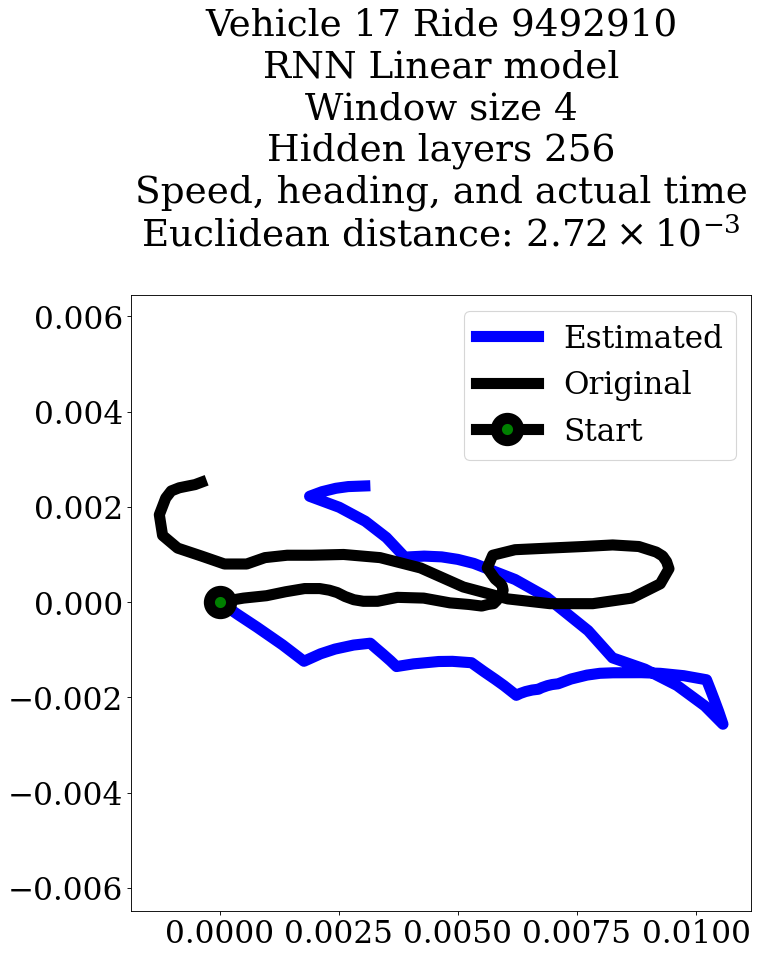 Vehicle 17 Ride 9492910
RNN Linear model
Window size 4
Hidden layers 256
Speed, heading, and actual time
Euclidean distance: 2.72 × 10⁻³
Estimated
Original
Start
0.006
0.004
0.002
0.000
−0.002
−0.004
−0.006
0.0000 0.0025 0.0050 0.0075 0.0100